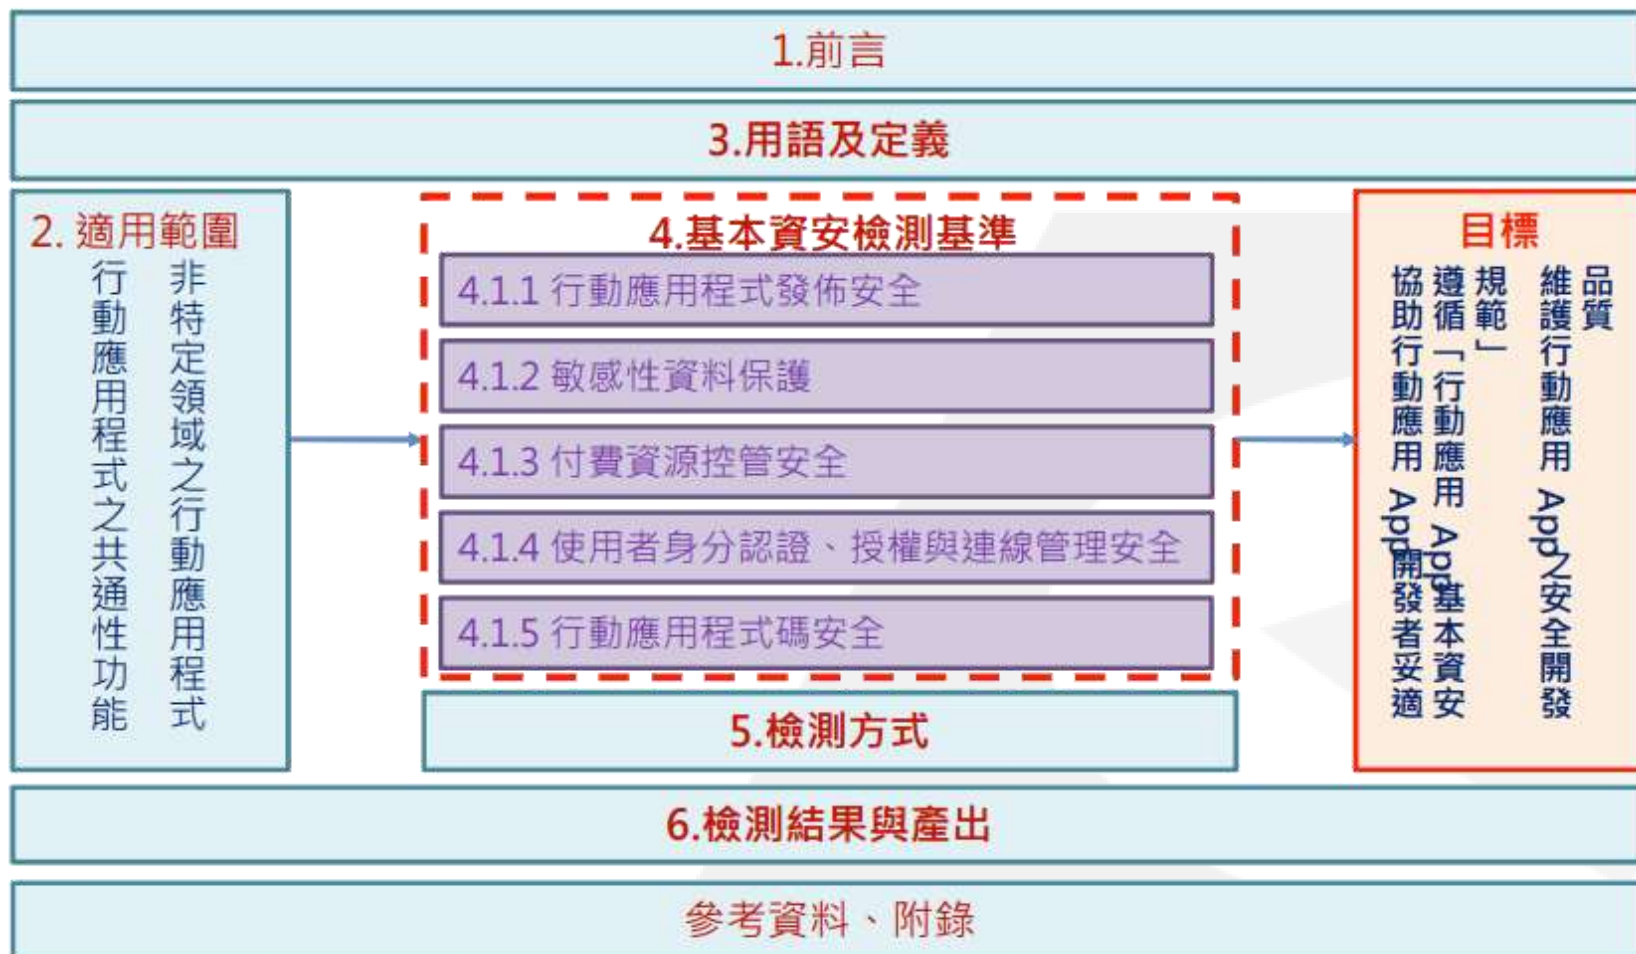 1.前言
3.用語及定義
2. 適用範圍
行動應用程式之共通性功能
非特定領域之行動應用程式
4.基本資安檢測基準
4.1.1 行動應用程式發佈安全
4.1.2 敏感性資料保護
4.1.3 付費資源控管安全
4.1.4 使用者身分認證、授權與連線管理安全
4.1.5 行動應用程式碼安全
5.檢測方式
目標
協助行動應用 App開發者妥適
遵循「行動應用 App基本資安
規範」
維護行動應用 App之安全開發
品質
6.檢測結果與產出
參考資料、附錄